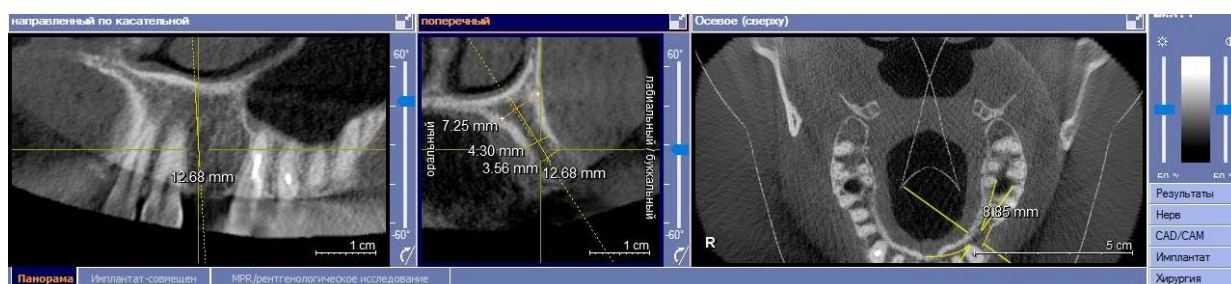 направленный по касательной
60°
12.68 mm
-60°
1 cm
поперечный
60°
оральный
лабиальный / буккальный
7.25 mm
4.30 mm
3.56 mm
12.68 mm
-60°
1 cm
Осевое (сверху)
8.85 mm
R
5 cm
Результаты
Нерв
CAD/CAM
Имплантат
Хирургия
Панорама
Имплантат-совмещен
MPR/рентгенологическое исследование